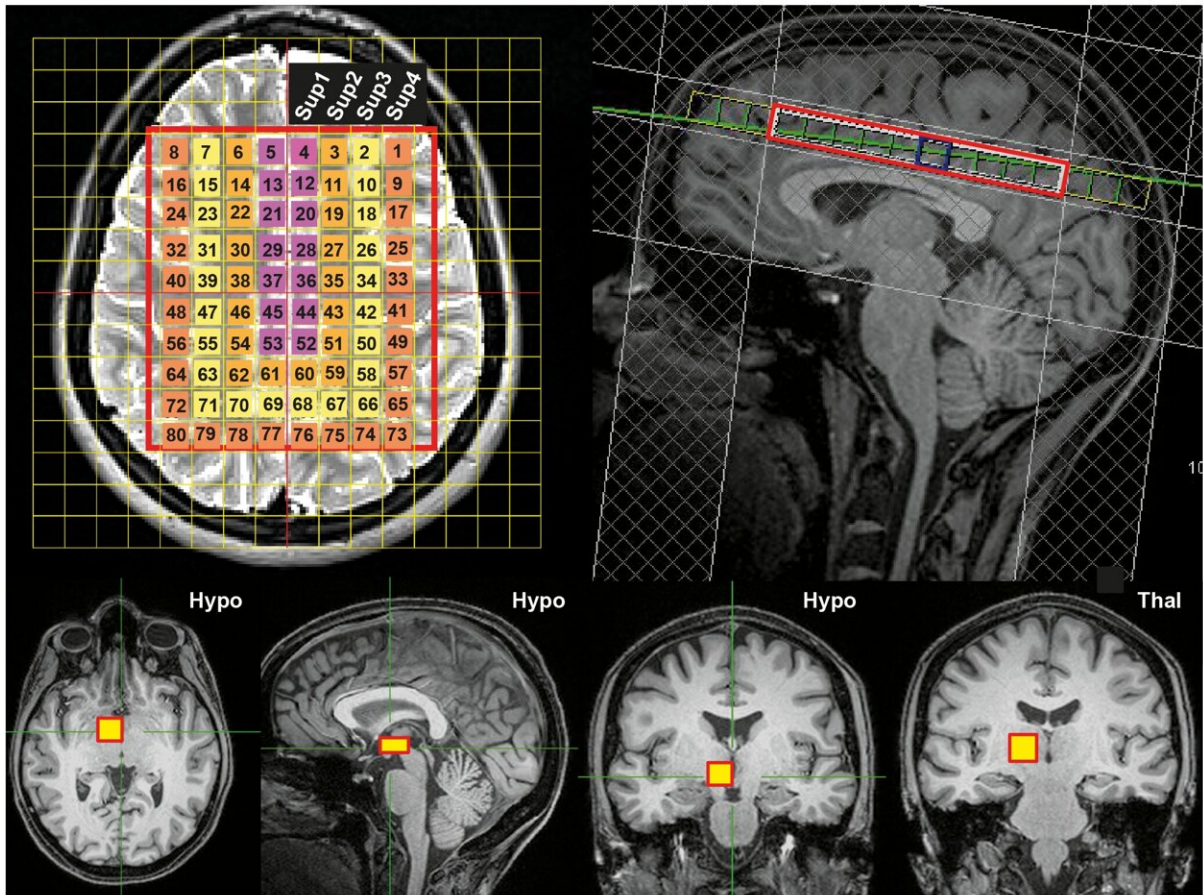 Sup1 Sup2 Sup3 Sup4
8 7 6 5 4 3 2 1
16 15 14 13 12 11 10 9
24 23 22 21 20 19 18 17
32 31 30 29 28 27 26 25
40 39 38 37 36 35 34 33
48 47 46 45 44 43 42 41
56 55 54 53 52 51 50 49
64 63 62 61 60 59 58 57
72 71 70 69 68 67 66 65
80 79 78 77 76 75 74 73
10
Hypo
Hypo
Hypo
Thal